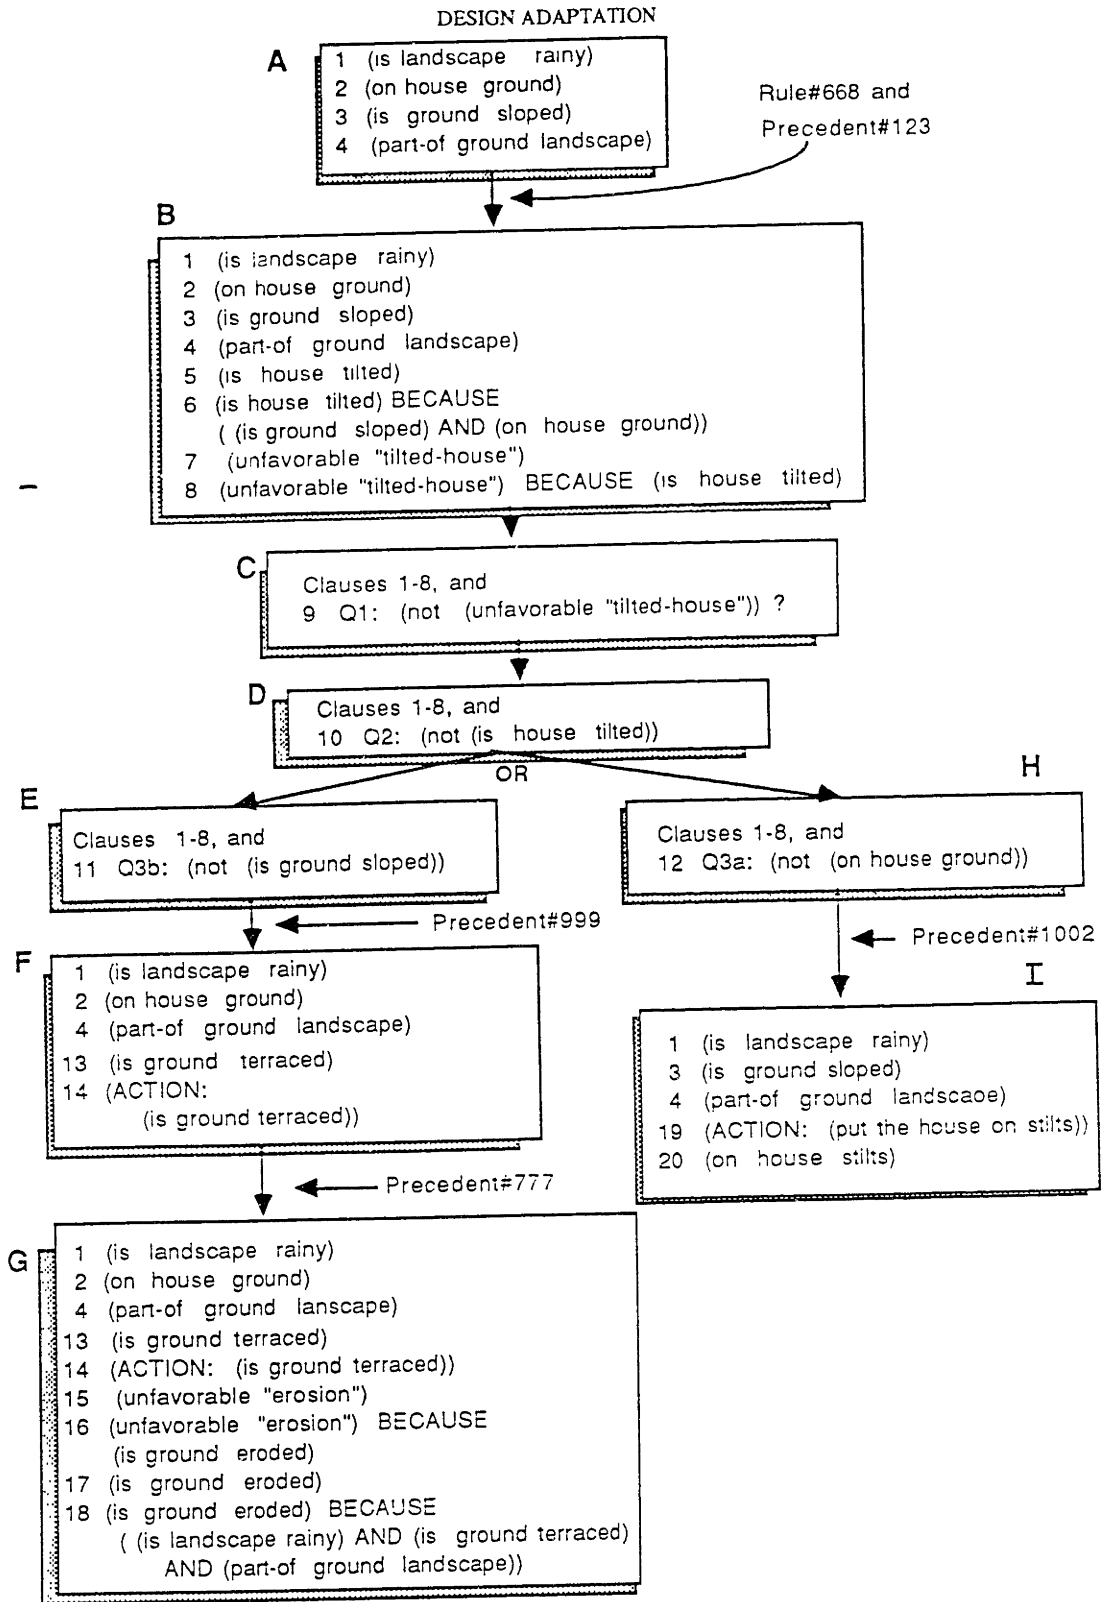 DESIGN ADAPTATION
A
1 (is landscape rainy)
2 (on house ground)
3 (is ground sloped)
4 (part-of ground landscape)
Rule#668 and
Precedent#123
B
1 (is landscape rainy)
2 (on house ground)
3 (is ground sloped)
4 (part-of ground landscape)
5 (is house tilted)
6 (is house tilted) BECAUSE
( (is ground sloped) AND (on house ground))
7 (unfavorable "tilted-house")
8 (unfavorable "tilted-house") BECAUSE (is house tilted)
C
Clauses 1-8, and
9 Q1: (not (unfavorable "tilted-house")) ?
D
Clauses 1-8, and
10 Q2: (not (is house tilted))
OR
E
Clauses 1-8, and
11 Q3b: (not (is ground sloped))
H
Clauses 1-8, and
12 Q3a: (not (on house ground))
Precedent#999
Precedent#1002
F
1 (is landscape rainy)
2 (on house ground)
4 (part-of ground landscape)
13 (is ground terraced)
14 (ACTION:
(is ground terraced))
I
1 (is landscape rainy)
3 (is ground sloped)
4 (part-of ground landscaoe)
19 (ACTION: (put the house on stilts))
20 (on house stilts)
Precedent#777
G
1 (is landscape rainy)
2 (on house ground)
4 (part-of ground lanscape)
13 (is ground terraced)
14 (ACTION: (is ground terraced))
15 (unfavorable "erosion")
16 (unfavorable "erosion") BECAUSE
(is ground eroded)
17 (is ground eroded)
18 (is ground eroded) BECAUSE
( (is landscape rainy) AND (is ground terraced)
AND (part-of ground landscape))